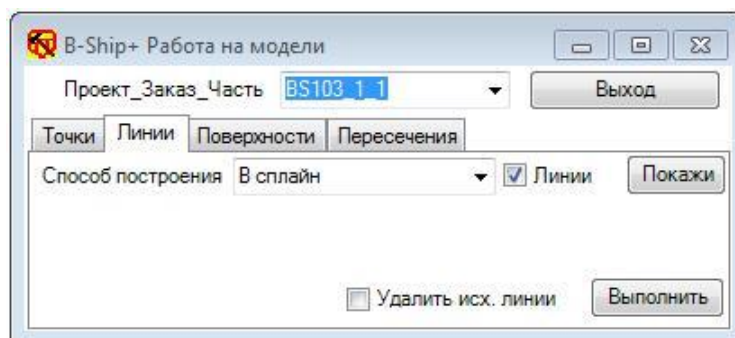 B-Ship+ Работа на модели
Проект_Заказ_Часть BS103_1_1 Выход
Точки Линии Поверхности Пересечения
Способ построения В сплайн Линии Покажи
Удалить исх. линии Выполнить